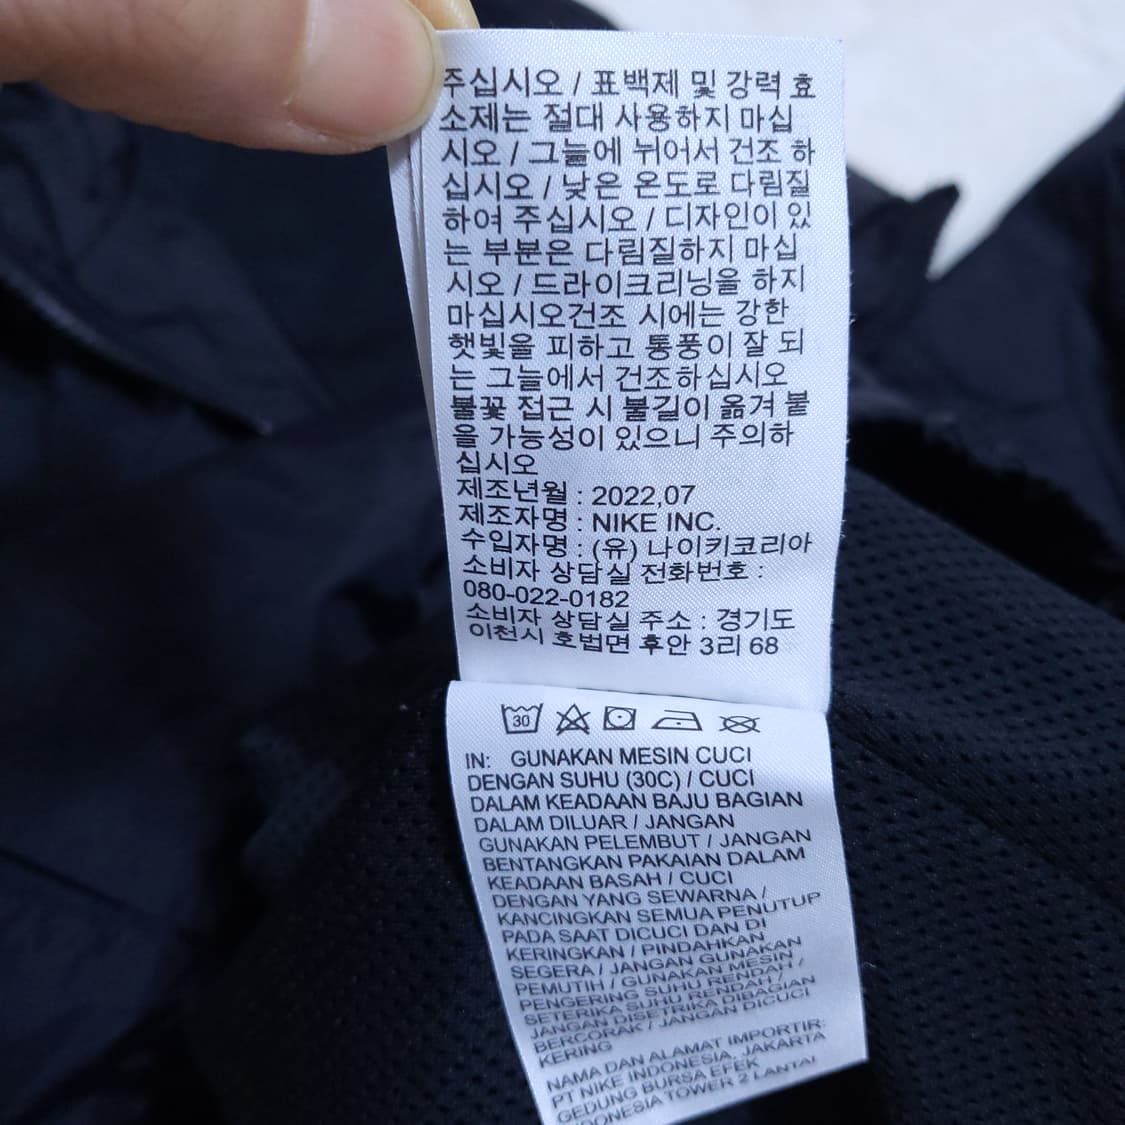 주십시오 / 표백제 및 강력 효
소제는 절대 사용하지 마십
시오 / 그늘에 뉘어서 건조 하
십시오 / 낮은 온도로 다림질
하여 주십시오 / 디자인이 있
는 부분은 다림질하지 마십
시오 / 드라이크리닝을 하지
마십시오건조 시에는 강한
햇빛을 피하고 통풍이 잘 되
는 그늘에서 건조하십시오
불꽃 접근 시 불길이 옮겨 붙
을 가능성이 있으니 주의하
십시오
제조년월 : 2022,07
제조자명 : NIKE INC.
수입자명 : (유) 나이키코리아
소비자 상담실 전화번호 :
080-022-0182
소비자 상담실 주소 : 경기도
이천시 호법면 후안 3리 68
30
IN: GUNAKAN MESIN CUCI
DENGAN SUHU (30C) / CUCI
DALAM KEADAAN BAJU BAGIAN
DALAM DILUAR / JANGAN
GUNAKAN PELEMBUT / JANGAN
BENTANGKAN PAKAIAN DALAM
KEADAAN BASAH / CUCI
DENGAN YANG SEWARNA /
KANCINGKAN SEMUA PENUTUP
PADA SAAT DICUCI DAN DI
KERINGKAN / PINDAHKAN
SEGERA / JANGAN GUNAKAN
PEMUTIH / GUNAKAN MESIN
PENGERING SUHU RENDAH /
SETERIKA SUHU RENDAH /
JANGAN DISETRIKA DIBAGIAN
BERCORAK / JANGAN DICUCI
KERING
NAMA DAN ALAMAT IMPORTIR:
PT NIKE INDONESIA, JAKARTA
GEDUNG BURSA EFEK
INDONESIA TOWER 2 LANTAI